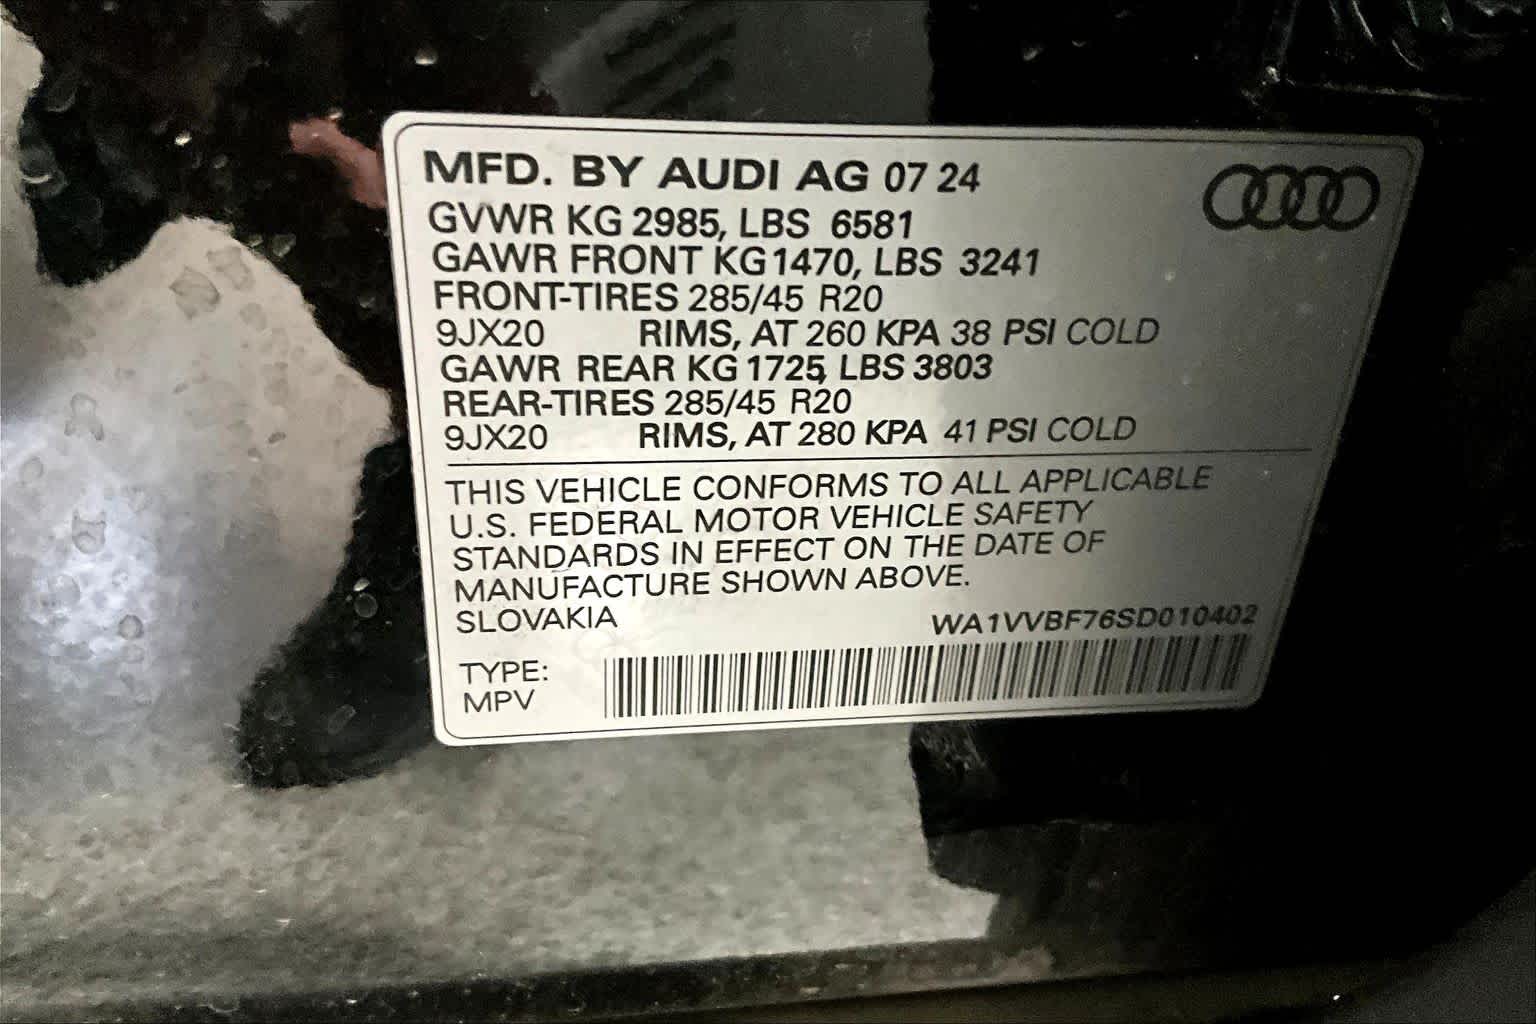 MFD. BY AUDI AG 07 24
GVWR KG 2985, LBS 6581
GAWR FRONT KG 1470, LBS 3241
FRONT-TIRES 285/45 R20
9JX20 RIMS, AT 260 KPA 38 PSI COLD
GAWR REAR KG 1725, LBS 3803
REAR-TIRES 285/45 R20
9JX20 RIMS, AT 280 KPA 41 PSI COLD
THIS VEHICLE CONFORMS TO ALL APPLICABLE
U.S. FEDERAL MOTOR VEHICLE SAFETY
STANDARDS IN EFFECT ON THE DATE OF
MANUFACTURE SHOWN ABOVE.
SLOVAKIA WA1VVBF76SD010402
TYPE:
MPV